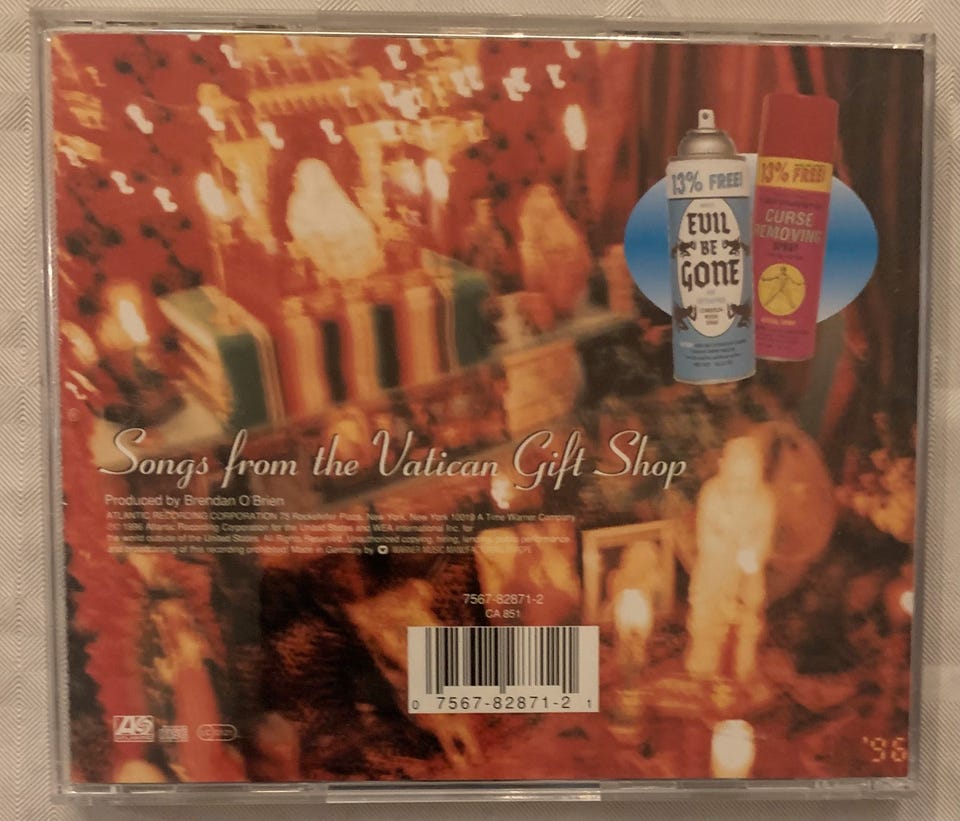 13% FREE!
EVIL
BE
GONE
13% FREE!
CURSE
REMOVING
Songs from the Vatican Gift Shop
Produced by Brendan O'Brien
ATLANTIC RECORDING CORPORATION, 75 Rockefeller Plaza, New York, New York 10019 A Time Warner Company
1996 Atlantic Recording Corporation for the United States and WEA International Inc. for
the world outside of the United States. All Rights Reserved. Unauthorized copying, hiring, lending, public performance
and broadcasting of this recording prohibited. Made in Germany by WARNER MUSIC
7567-82871-2
CA 851
0 7567-82871-2 1
'96